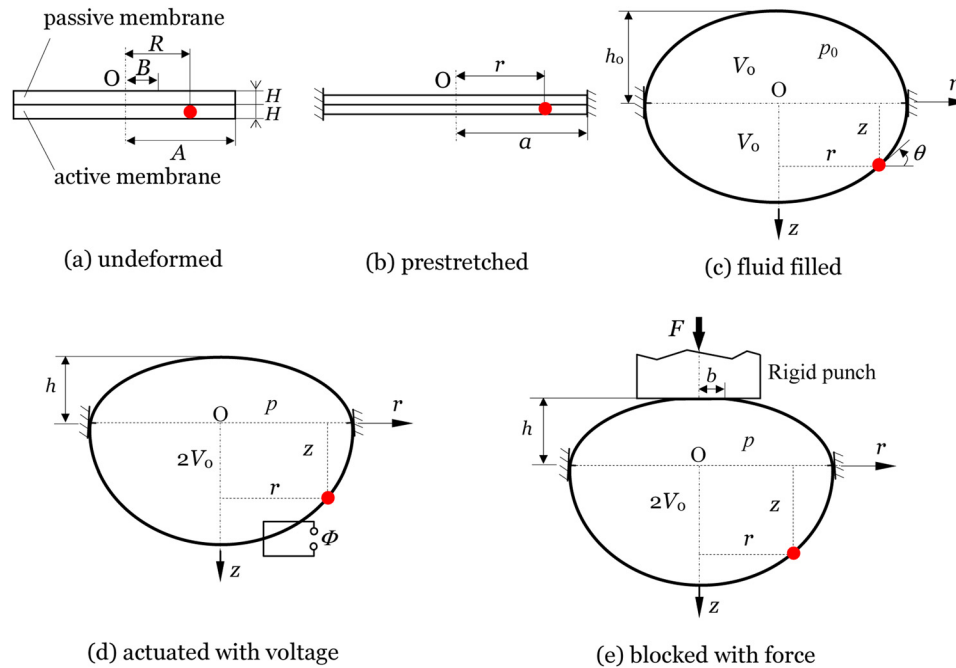 passive membrane
R
O
B
H
H
A
active membrane
(a) undeformed
r
O
a
(b) prestretched
h₀
p₀
V₀
O
r
V₀
z
r
θ
z
(c) fluid filled
h
O
p
r
2V₀
z
r
Φ
z
(d) actuated with voltage
F
Rigid punch
b
h
O
p
r
2V₀
z
r
z
(e) blocked with force